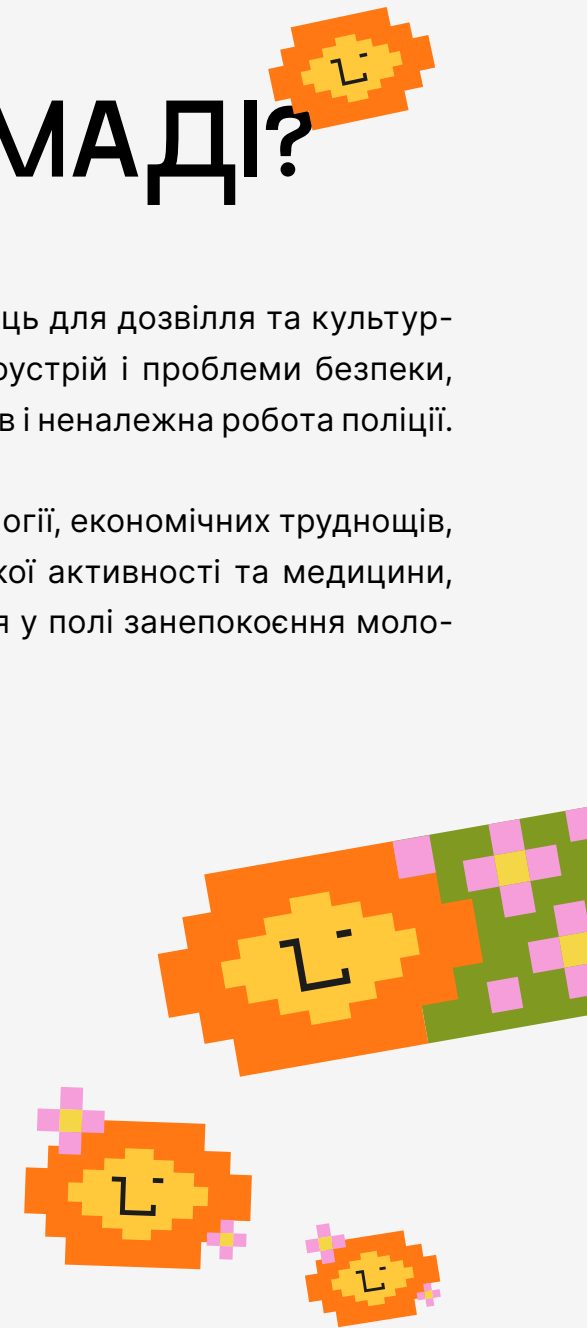 МАДІ?
ць для дозвілля та культур-
оустрій і проблеми безпеки,
в і неналежна робота поліції.
огії, економічних труднощів,
кої активності та медицини,
я у полі занепокоєння моло-